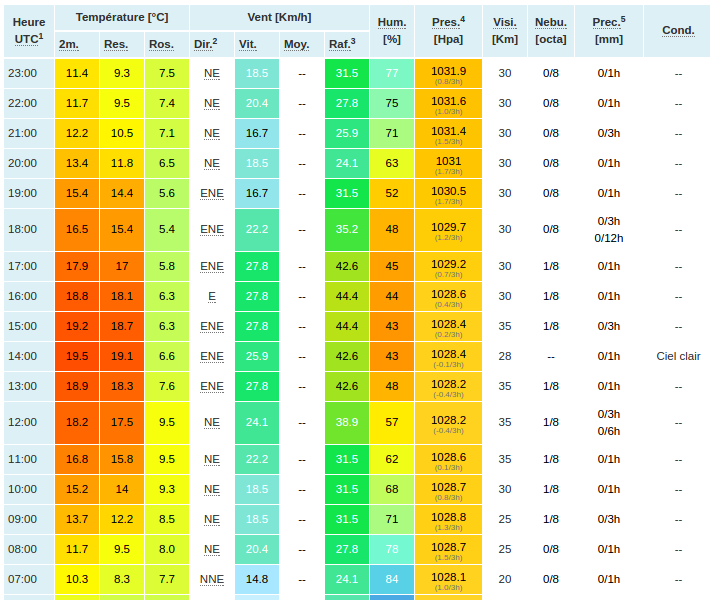 Heure UTC1 Température [°C] Vent [Km/h] Hum. [%] Pres.4 [Hpa] Visi. [Km] Nebu. [octa] Prec.5 [mm] Cond.
2m. Res. Ros. Dir.2 Vit. Moy. Raf.3
23:00 11.4 9.3 7.5 NE 18.5 -- 31.5 77 1031.9 30 0/8 0/1h --
(0.8/3h)
22:00 11.7 9.5 7.4 NE 20.4 -- 27.8 75 1031.6 30 0/8 0/1h --
(1.0/3h)
21:00 12.2 10.5 7.1 NE 16.7 -- 25.9 71 1031.4 30 0/8 0/3h --
(1.5/3h)
20:00 13.4 11.8 6.5 NE 18.5 -- 24.1 63 1031 30 0/8 0/1h --
(1.7/3h)
19:00 15.4 14.4 5.6 ENE 16.7 -- 31.5 52 1030.5 30 0/8 0/1h --
(1.7/3h)
18:00 16.5 15.4 5.4 ENE 22.2 -- 35.2 48 1029.7 30 0/8 0/3h --
(1.2/3h) 0/12h
17:00 17.9 17 5.8 ENE 27.8 -- 42.6 45 1029.2 30 1/8 0/1h --
(0.7/3h)
16:00 18.8 18.1 6.3 E 27.8 -- 44.4 44 1028.6 30 1/8 0/1h --
(0.4/3h)
15:00 19.2 18.7 6.3 ENE 27.8 -- 44.4 43 1028.4 35 1/8 0/3h --
(0.2/3h)
14:00 19.5 19.1 6.6 ENE 25.9 -- 42.6 43 1028.4 28 -- 0/1h Ciel clair
(-0.1/3h)
13:00 18.9 18.3 7.6 ENE 27.8 -- 42.6 48 1028.2 35 1/8 0/1h --
(-0.4/3h)
12:00 18.2 17.5 9.5 NE 24.1 -- 38.9 57 1028.2 35 1/8 0/3h --
(-0.4/3h) 0/6h
11:00 16.8 15.8 9.5 NE 22.2 -- 31.5 62 1028.6 35 1/8 0/1h --
(0.1/3h)
10:00 15.2 14 9.3 NE 18.5 -- 31.5 68 1028.7 30 1/8 0/1h --
(0.8/3h)
09:00 13.7 12.2 8.5 NE 18.5 -- 31.5 71 1028.8 25 1/8 0/3h --
(1.3/3h)
08:00 11.7 9.5 8.0 NE 20.4 -- 27.8 78 1028.7 25 0/8 0/1h --
(1.5/3h)
07:00 10.3 8.3 7.7 NNE 14.8 -- 24.1 84 1028.1 20 0/8 0/1h --
(1.0/3h)